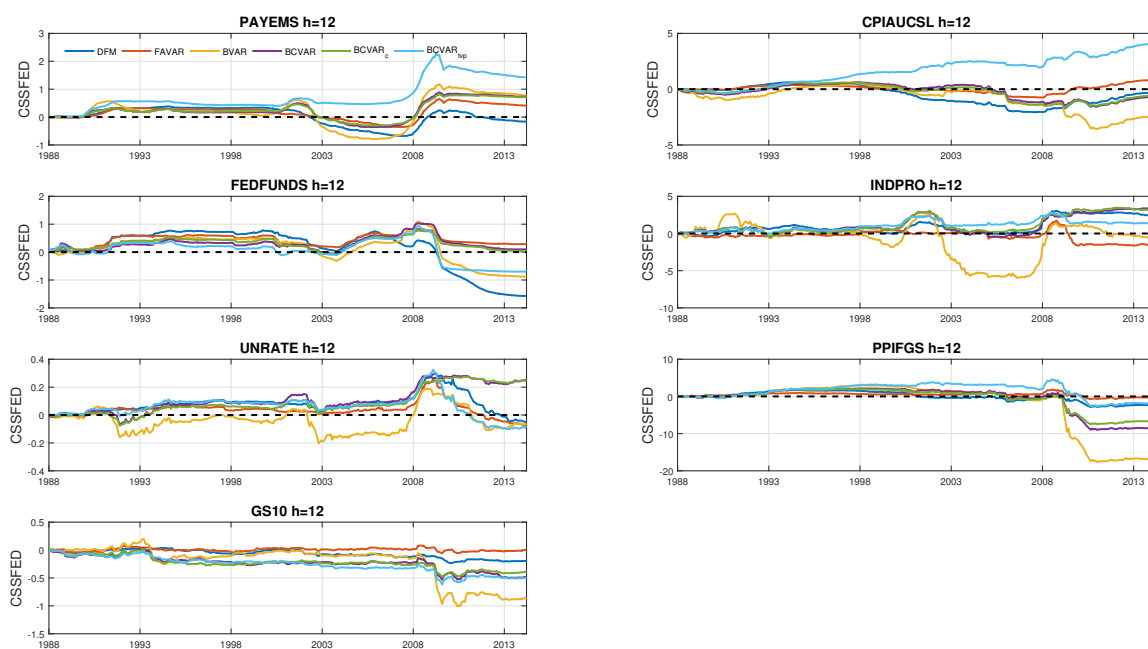 PAYEMS h=12
CSSFED
3
2
1
0
-1
DFM FAVAR BVAR BCVAR BCVAR_c BCVAR_tvp
1988 1993 1998 2003 2008 2013
CPIAUCSL h=12
CSSFED
5
0
-5
1988 1993 1998 2003 2008 2013
FEDFUNDS h=12
CSSFED
2
1
0
-1
-2
1988 1993 1998 2003 2008 2013
INDPRO h=12
CSSFED
5
0
-5
-10
1988 1993 1998 2003 2008 2013
UNRATE h=12
CSSFED
0.4
0.2
0
-0.2
-0.4
1988 1993 1998 2003 2008 2013
PPIFGS h=12
CSSFED
10
0
-10
-20
1988 1993 1998 2003 2008 2013
GS10 h=12
CSSFED
0.5
0
-0.5
-1
-1.5
1988 1993 1998 2003 2008 2013